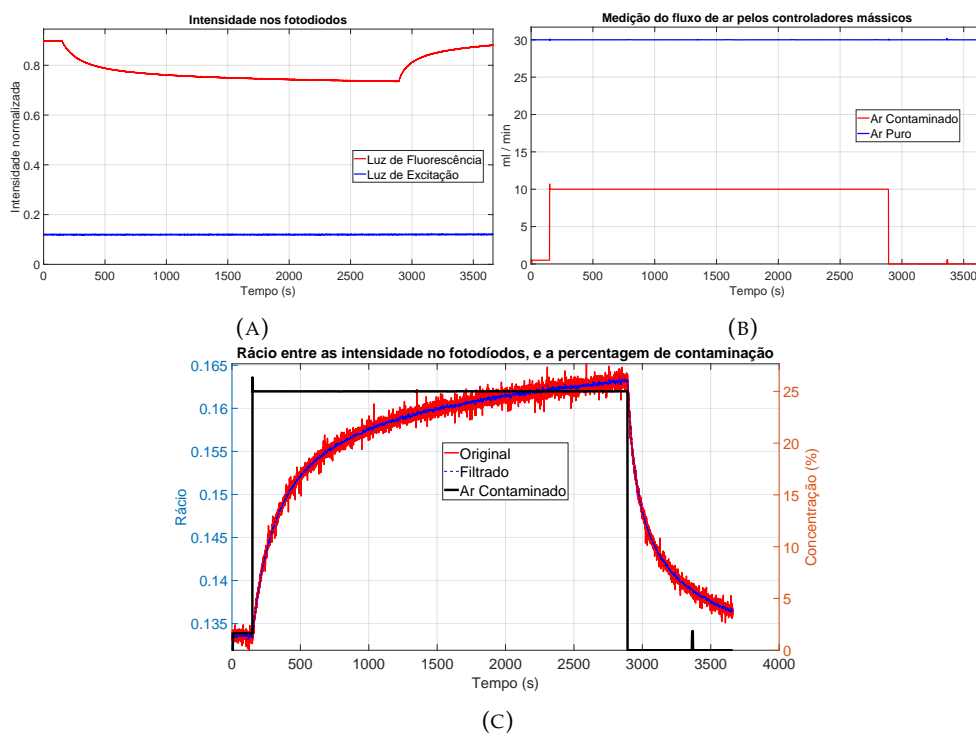 Intensidade nos fotodiodos
Intensidade normalizada
0.8
0.6
0.4
0.2
0
Luz de Fluorescência
Luz de Excitação
0 500 1000 1500 2000 2500 3000 3500
Tempo (s)
(A)
Medição do fluxo de ar pelos controladores mássicos
ml / min
35
30
25
20
15
10
5
0
Ar Contaminado
Ar Puro
0 500 1000 1500 2000 2500 3000 3500
Tempo (s)
(B)
Rácio entre as intensidade no fotodíodos, e a percentagem de contaminação
Rácio
0.165
0.16
0.155
0.15
0.145
0.14
0.135
Original
Filtrado
Ar Contaminado
25
20
15
10
5
0
Concentração (%)
0 500 1000 1500 2000 2500 3000 3500 4000
Tempo (s)
(C)